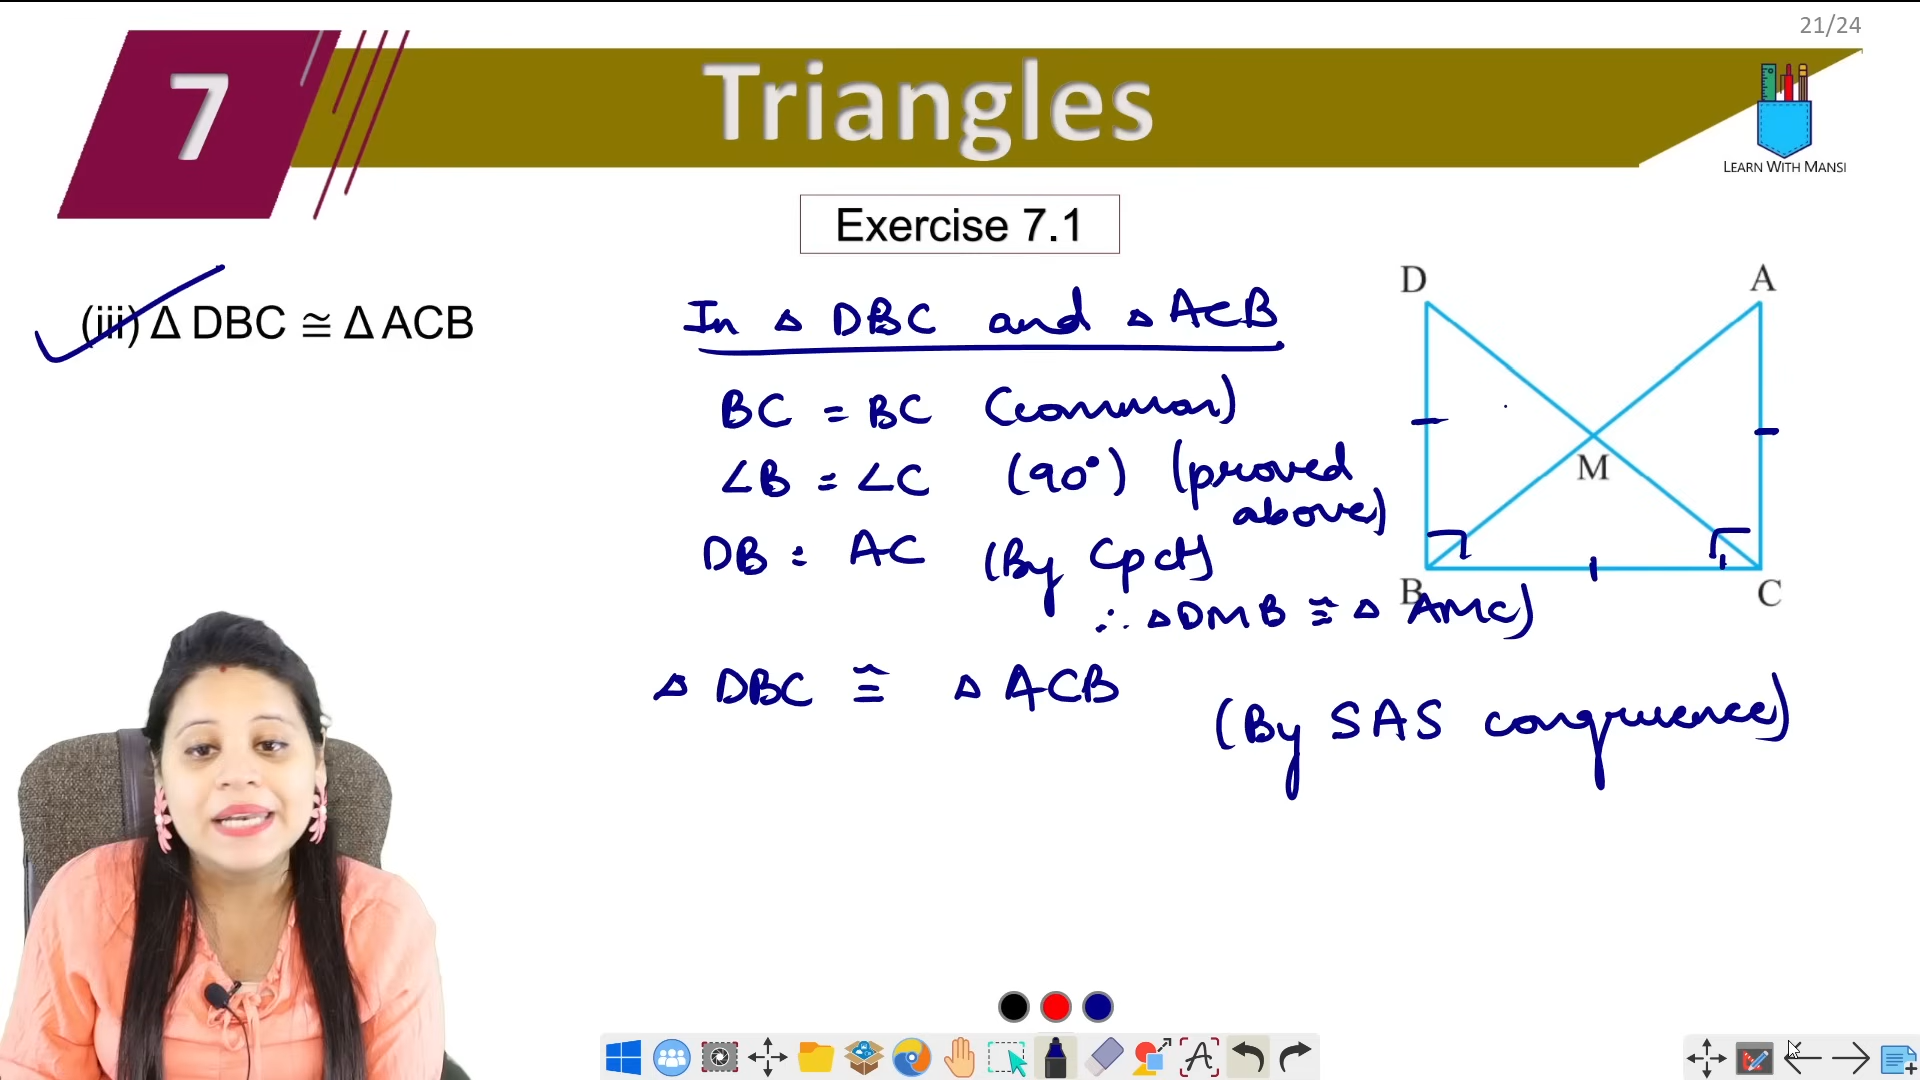 21/24
7
Triangles
LEARN WITH MANSI
Exercise 7.1
(iii) Δ DBC ≅ Δ ACB
In Δ DBC and Δ ACB
BC = BC (common)
∠B = ∠C (90°) (proved
above)
DB = AC (By Cpct)
∴ ΔDMB ≅ Δ AMC)
Δ DBC ≅ Δ ACB
(By SAS congruence)
D
A
M
B
C